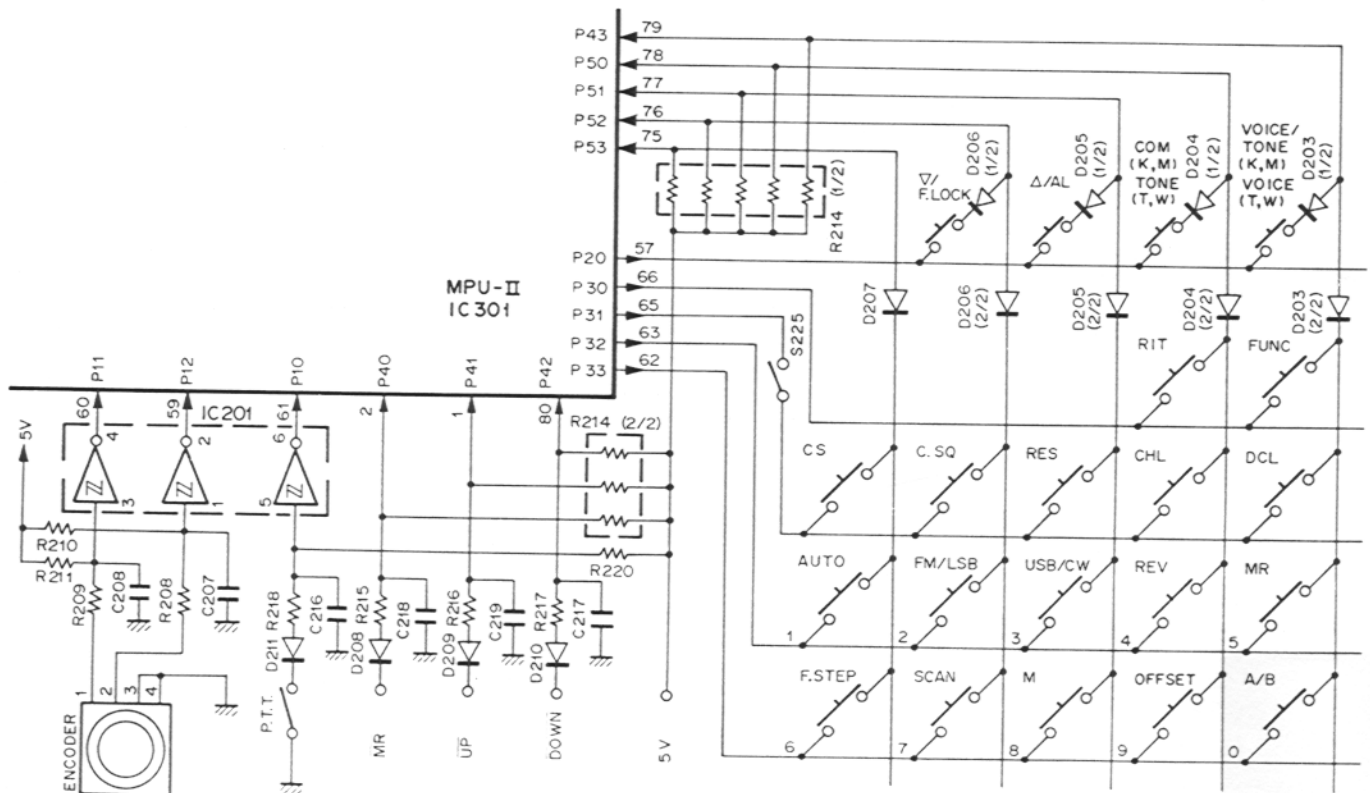 P43 79
P50 78
P51 77
P52 76
P53 75
R214 (1/2)
▽/
F.LOCK
D206
(1/2)
△/AL
D205
(1/2)
COM
(K,M)
TONE
(T,W)
D204
(1/2)
VOICE/
TONE
(K,M)
VOICE
(T,W)
D203
(1/2)
MPU-II
IC301
P20 57
P30 66
P31 65
P32 63
P33 62
S225
D207
D206
(2/2)
D205
(2/2)
D204
(2/2)
D203
(2/2)
RIT FUNC
P11 P12 P10 P40 P41 P42
60 59 61 2 1 80
IC201
5V
4 2 6
3 1 5
R214 (2/2)
R210
R211
R220
R209 C208 R208 C207
R218 C216 R215 C218 R216 C219 R217 C217
D211 D208 D209 D210
CS C.SQ RES CHL DCL
AUTO FM/LSB USB/CW REV MR
1 2 3 4 5
F.STEP SCAN M OFFSET A/B
6 7 8 9 0
1 2 3 4
ENCODER
P.T.T.
MR
UP
DOWN
5V